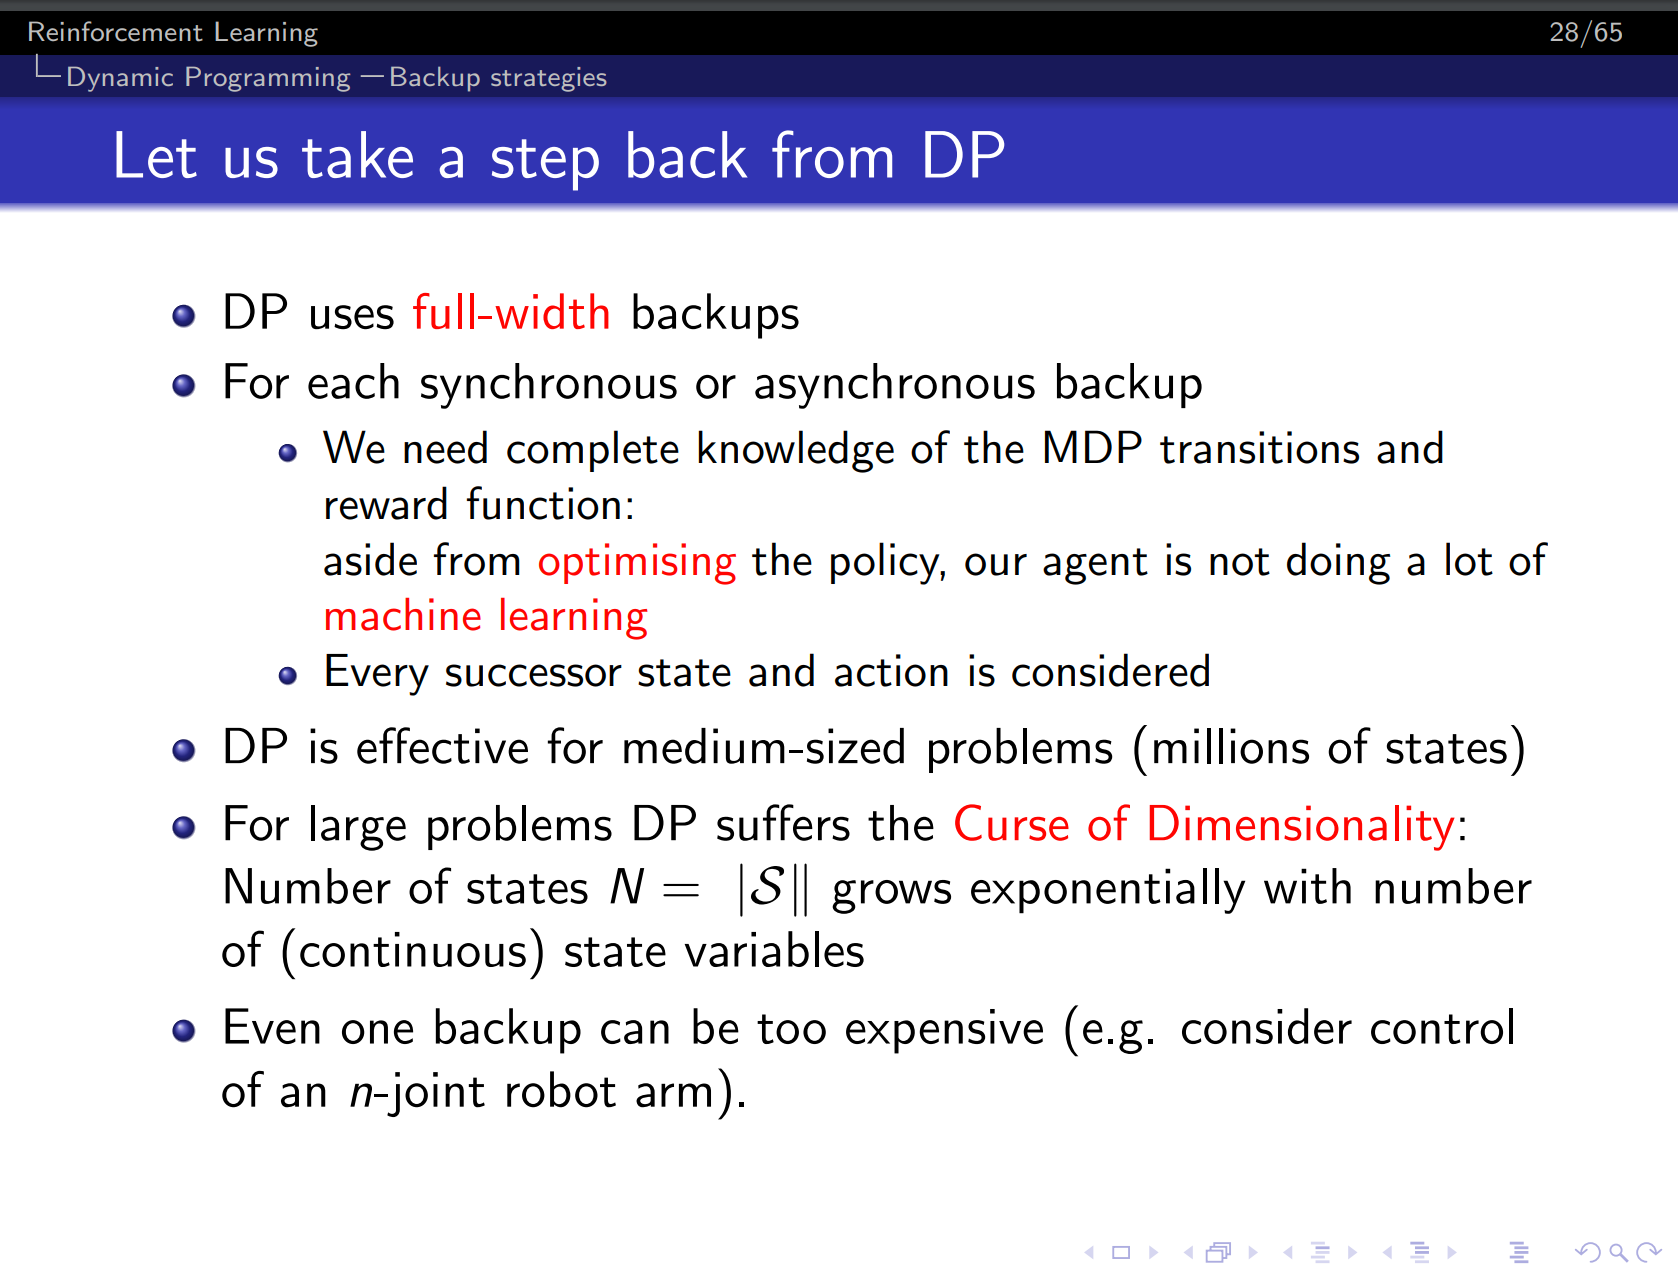 Reinforcement Learning 28/65
Dynamic Programming —Backup strategies
Let us take a step back from DP
DP uses full-width backups
For each synchronous or asynchronous backup
We need complete knowledge of the MDP transitions and
reward function:
aside from optimising the policy, our agent is not doing a lot of
machine learning
Every successor state and action is considered
DP is effective for medium-sized problems (millions of states)
For large problems DP suffers the Curse of Dimensionality:
Number of states N = |𝒮‖ grows exponentially with number
of (continuous) state variables
Even one backup can be too expensive (e.g. consider control
of an n-joint robot arm).